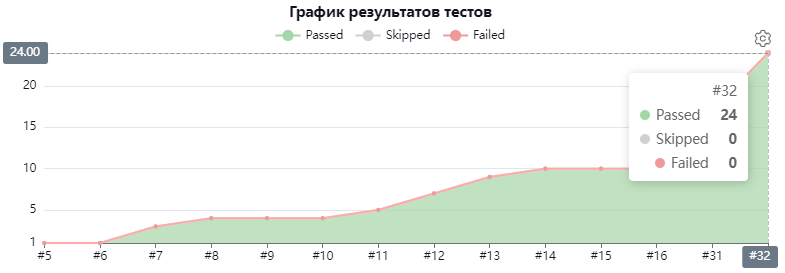 График результатов тестов
Passed Skipped Failed
24.00
20
15
10
5
1
#32
Passed 24
Skipped 0
Failed 0
#5 #6 #7 #8 #9 #10 #11 #12 #13 #14 #15 #16 #31 #32